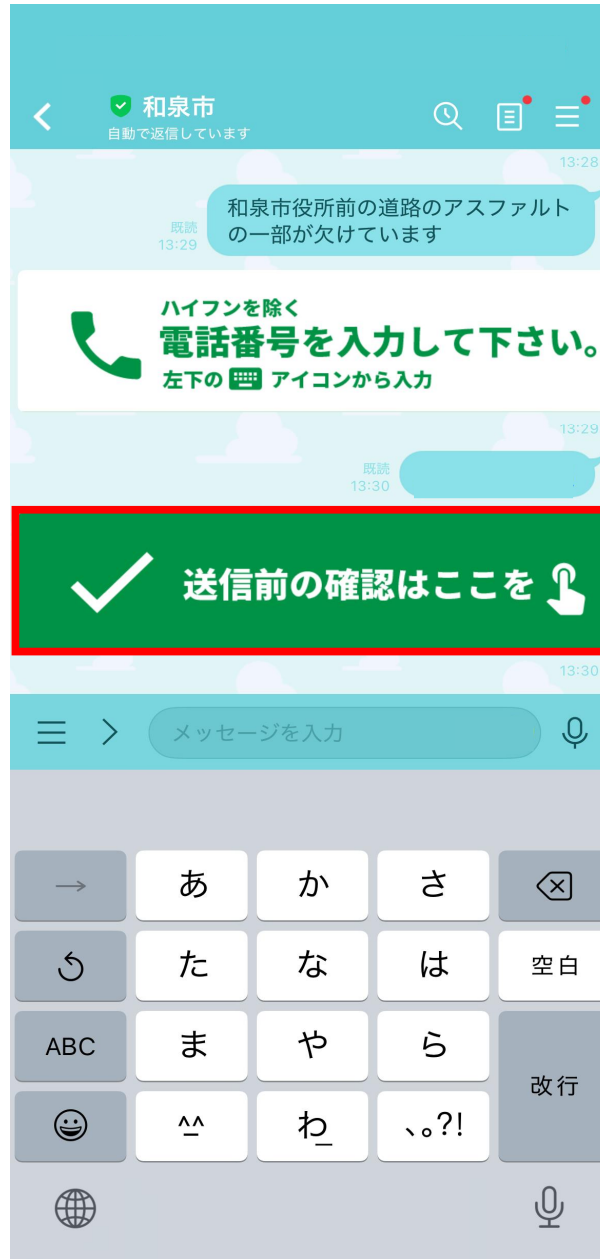 和泉市
自動で返信しています
13:28
和泉市役所前の道路のアスファルト
の一部が欠けています
既読
13:29
ハイフンを除く
電話番号を入力して下さい。
左下の アイコンから入力
13:29
既読
13:30
送信前の確認はここを
13:30
メッセージを入力
→ あ か さ
た な は 空白
ABC ま や ら
改行
^^ わ 、。?!